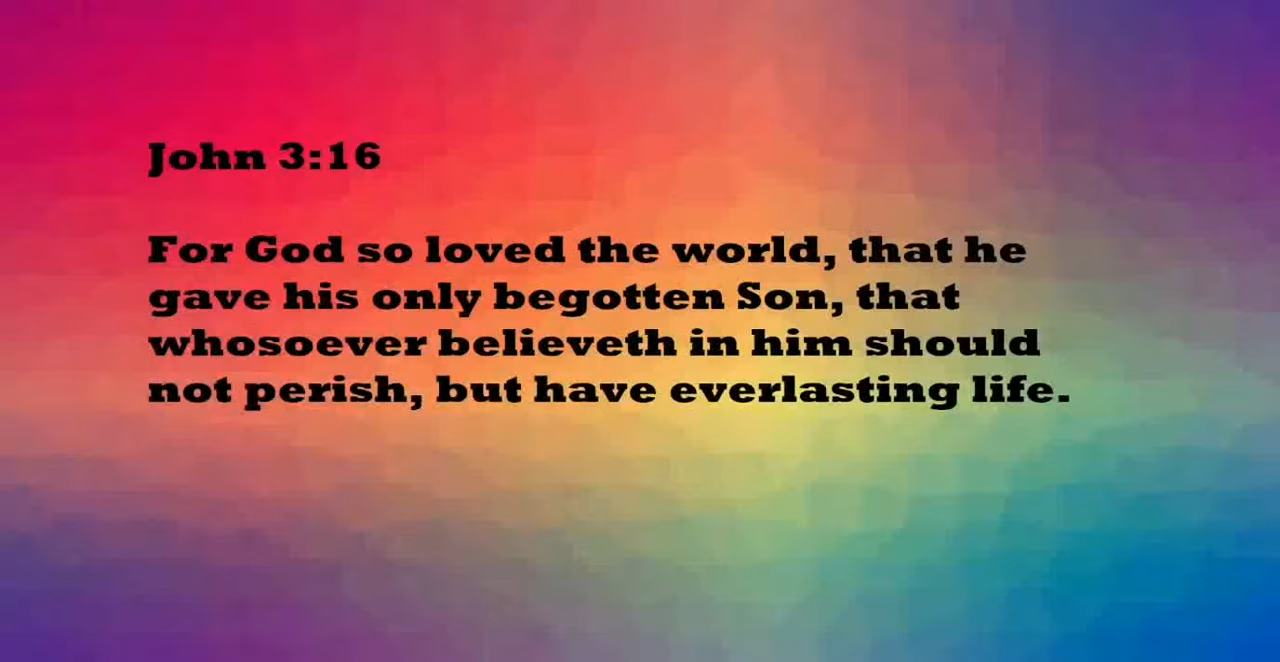 John 3:16
For God so loved the world, that he
gave his only begotten Son, that
whosoever believeth in him should
not perish, but have everlasting life.